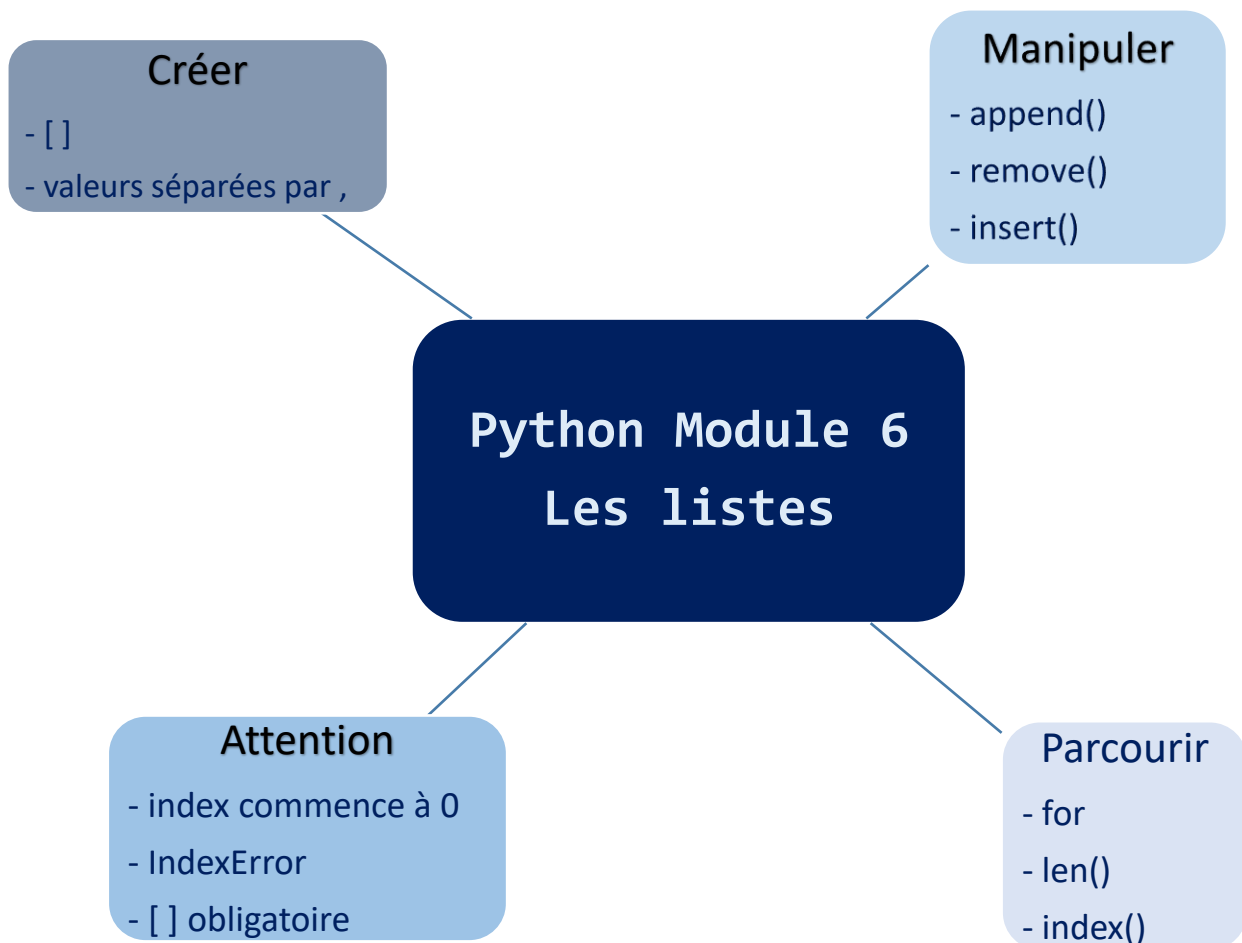 Créer
- [ ]
- valeurs séparées par ,
Manipuler
- append()
- remove()
- insert()
Python Module 6
Les listes
Attention
- index commence à 0
- IndexError
- [ ] obligatoire
Parcourir
- for
- len()
- index()